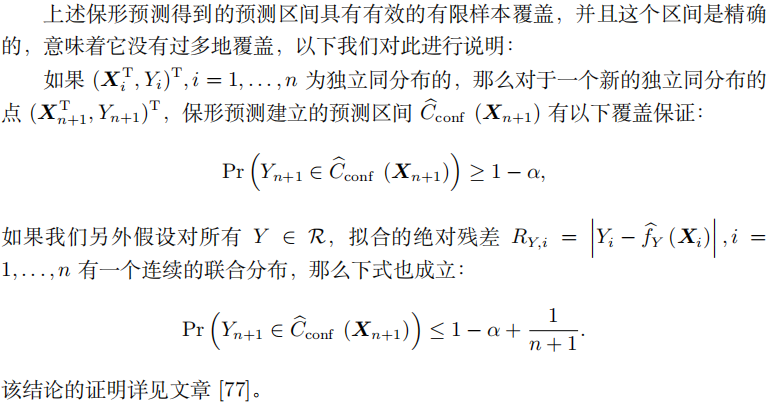 上述保形预测得到的预测区间具有有效的有限样本覆盖，并且这个区间是精确
的，意味着它没有过多地覆盖，以下我们对此进行说明：
如果 (X_i^T, Y_i)^T, i = 1, . . . , n 为独立同分布的，那么对于一个新的独立同分布的
点 (X_{n+1}^T, Y_{n+1})^T，保形预测建立的预测区间 Ĉ_conf (X_{n+1}) 有以下覆盖保证：
Pr(Y_{n+1} ∈ Ĉ_conf (X_{n+1})) ≥ 1 − α,
如果我们另外假设对所有 Y ∈ R，拟合的绝对残差 R_{Y,i} = |Y_i − f̂_Y (X_i)|, i =
1, . . . , n 有一个连续的联合分布，那么下式也成立：
Pr(Y_{n+1} ∈ Ĉ_conf (X_{n+1})) ≤ 1 − α + 1/(n + 1).
该结论的证明详见文章 [77]。